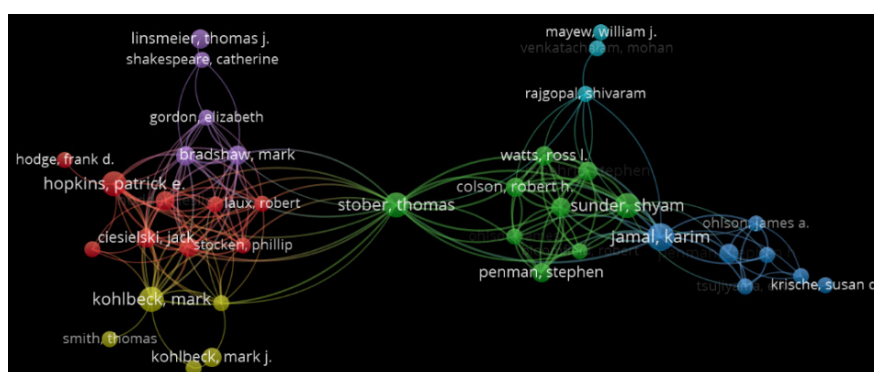 linsmeier, thomas j.
shakespeare, catherine
gordon, elizabeth
bradshaw, mark
hodge, frank d.
hopkins, patrick e.
laux, robert
ciesielski, jack
stocken, phillip
kohlbeck, mark
smith, thomas
kohlbeck, mark j.
stober, thomas
mayew, william j.
venkatachalam, mohan
rajgopal, shivaram
watts, ross l.
stephen
colson, robert h.
sunder, shyam
penman, stephen
jamal, karim
ohlson, james a.
tsujiyama,
krische, susan d